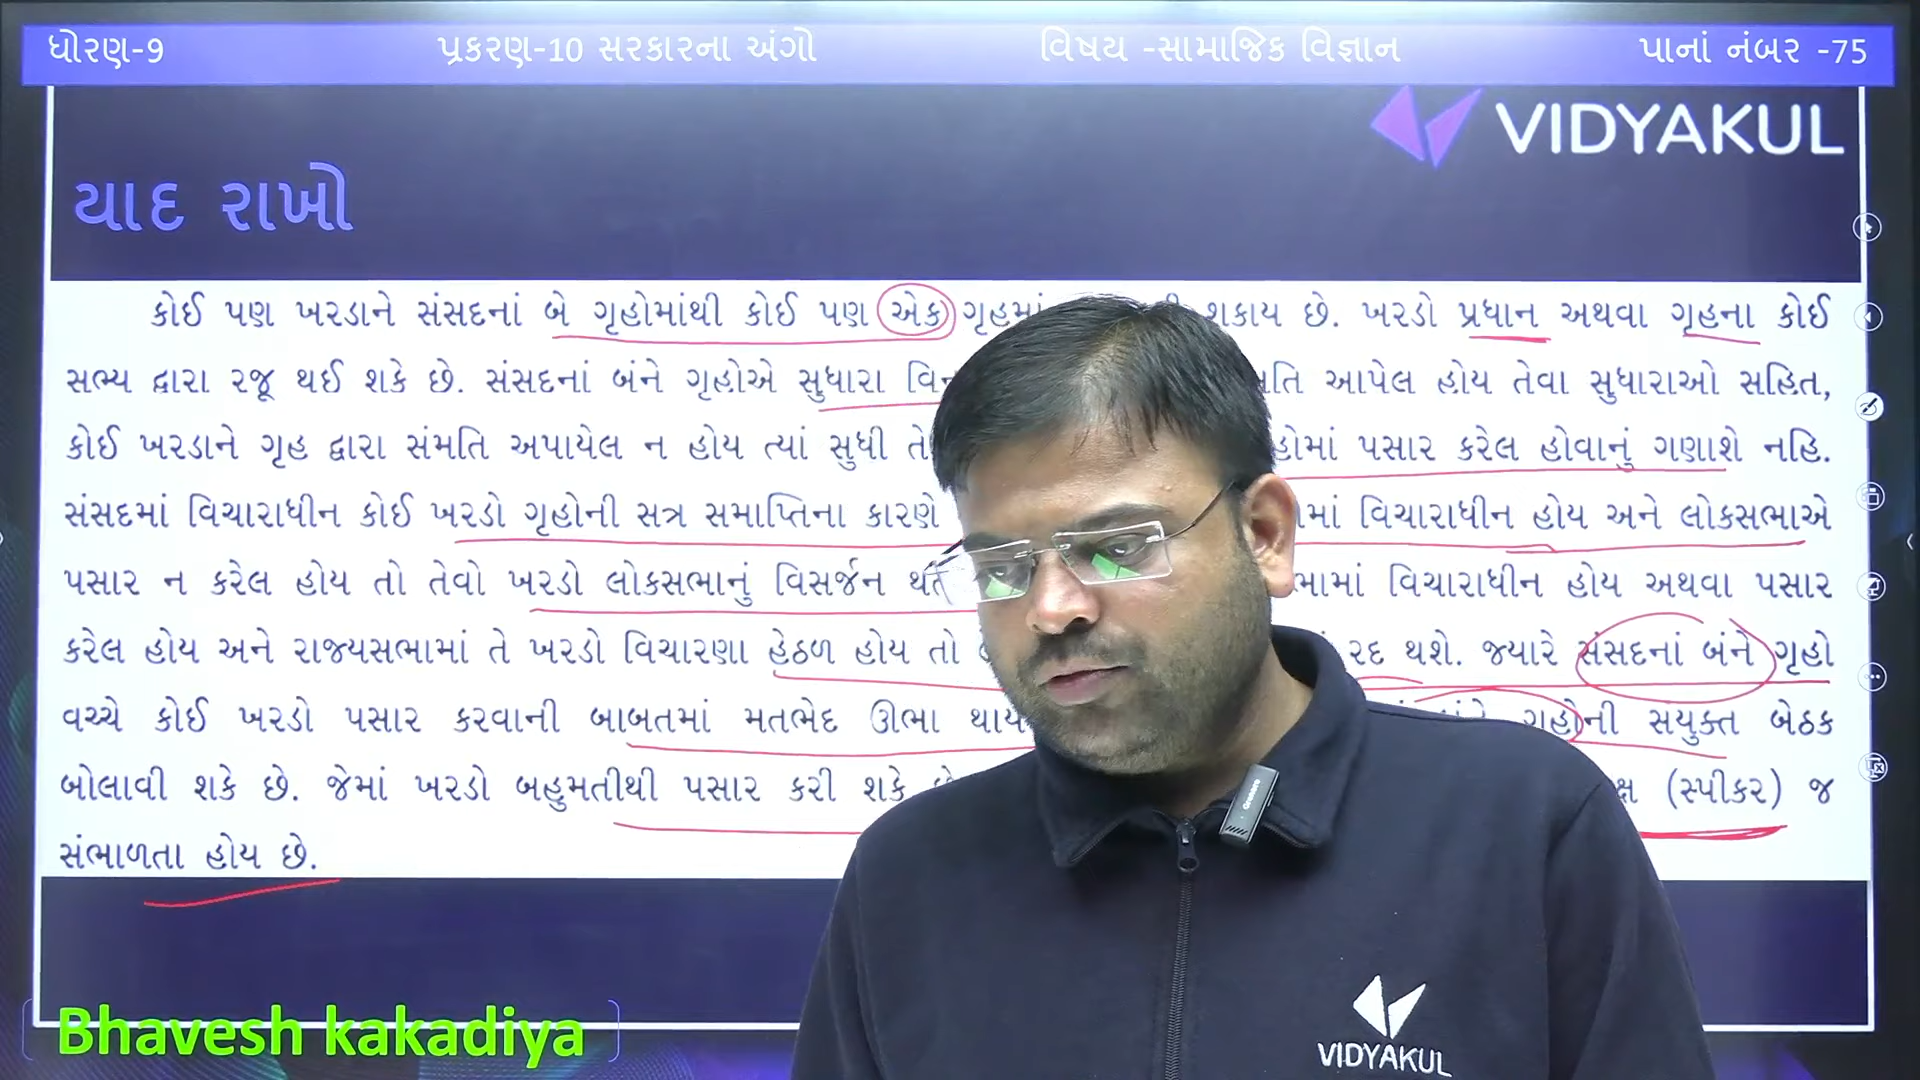 ધોરણ-9 પ્રકરણ-10 સરકારના અંગો વિષય -સામાજિક વિજ્ઞાન પાનાં નંબર -75
VIDYAKUL
યાદ રાખો
કોઈ પણ ખરડાને સંસદનાં બે ગૃહોમાંથી કોઈ પણ એક ગૃહમાં શકાય છે. ખરડો પ્રધાન અથવા ગૃહના કોઈ
સભ્ય દ્વારા રજૂ થઈ શકે છે. સંસદનાં બંને ગૃહોએ સુધારા આપેલ હોય તેવા સુધારાઓ સહિત,
કોઈ ખરડાને ગૃહ દ્વારા સંમતિ અપાયેલ ન હોય ત્યાં સુધી પસાર કરેલ હોવાનું ગણાશે નહિ.
સંસદમાં વિચારાધીન કોઈ ખરડો ગૃહોની સત્ર સમાપ્તિના કારણે વિચારાધીન હોય અને લોકસભાએ
પસાર ન કરેલ હોય તો તેવો ખરડો લોકસભાનું વિસર્જન વિચારાધીન હોય અથવા પસાર
કરેલ હોય અને રાજ્યસભામાં તે ખરડો વિચારણા હેઠળ હોય તો રદ થશે. જ્યારે સંસદનાં બંને ગૃહો
વચ્ચે કોઈ ખરડો પસાર કરવાની બાબતમાં મતભેદ ઊભા ગૃહોની સયુક્ત બેઠક
બોલાવી શકે છે. જેમાં ખરડો બહુમતીથી પસાર કરી શકે (સ્પીકર) જ
સંભાળતા હોય છે.
Bhavesh kakadiya
VIDYAKUL